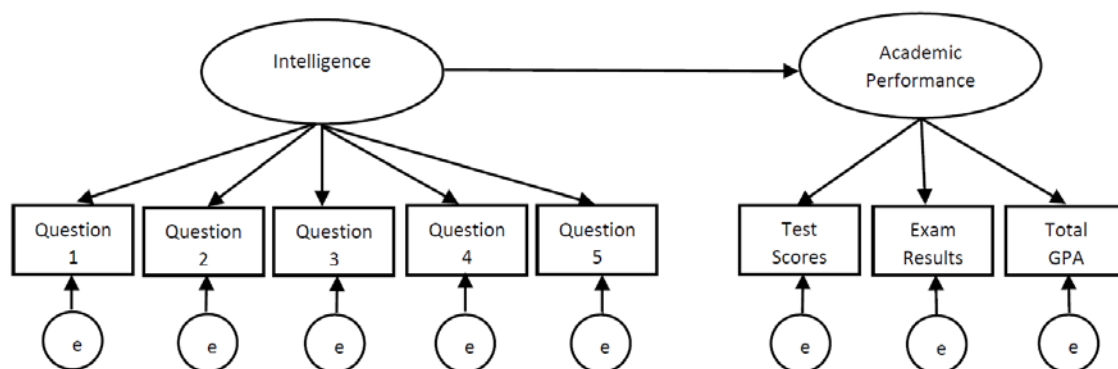 Intelligence
Academic
Performance
Question
1
Question
2
Question
3
Question
4
Question
5
Test
Scores
Exam
Results
Total
GPA
e
e
e
e
e
e
e
e